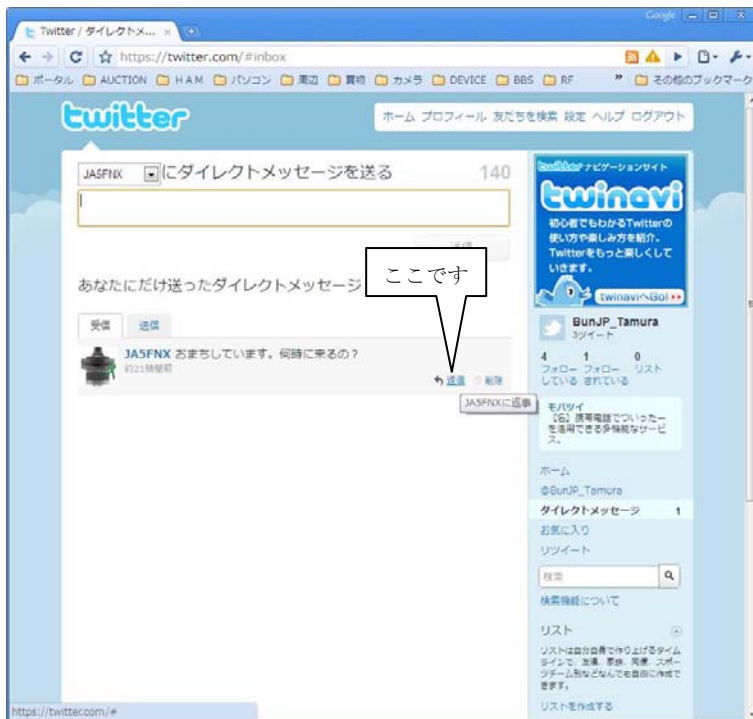 Google
Twitter / ダイレクトメッ... ×
https://twitter.com/#inbox
ポータル AUCTION HAM パソコン 周辺 買物 カメラ DEVICE BBS RF » その他のブックマーク
twitter
ホーム プロフィール 友だちを検索 設定 ヘルプ ログアウト
JA5FNX にダイレクトメッセージを送る 140
送信
ここです
あなたにだけ送ったダイレクトメッセージ
受信 送信
JA5FNX おまちしています。何時に来るの？
約21時間前
返信 削除
JA5FNXに返事
twitter ナビゲーションサイト
twinavi
初心者でもわかるTwitterの
使い方や楽しみ方を紹介。
Twitterをもっと楽しくして
いきます。
twinaviへGo!
BunJP_Tamura
3ツイート
4 1 0
フォロー フォロー リスト
している されている
モバツイ
（名）携帯電話でついったー
を活用できる多機能なサービ
ス。
ホーム
@BunJP_Tamura
ダイレクトメッセージ 1
お気に入り
リツイート
検索
検索機能について
リスト
リストは自分自身で作り上げるタイム
ラインで、友達、家族、同僚、スポー
ツチーム別などなんでも自由に作成で
きます。
リストを作成する
https://twitter.com/#